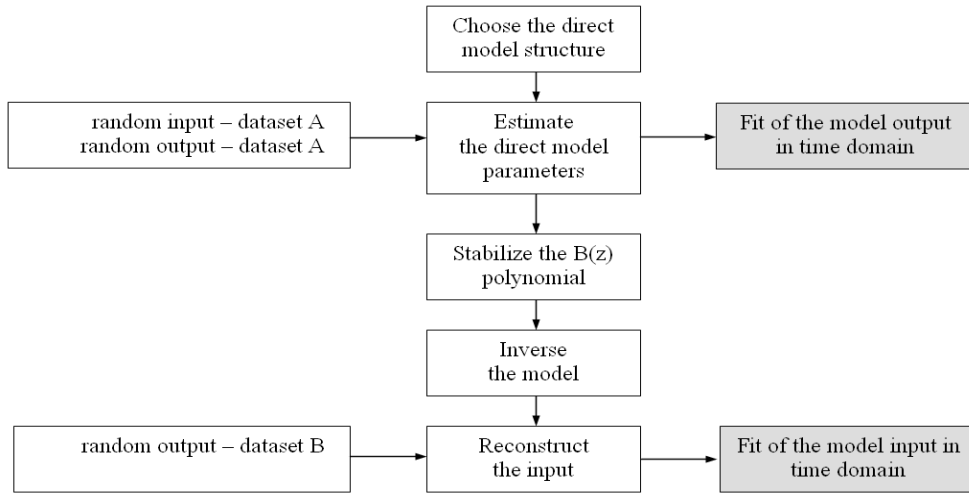 Choose the direct
model structure
random input – dataset A
random output – dataset A
Estimate
the direct model
parameters
Fit of the model output
in time domain
Stabilize the B(z)
polynomial
Inverse
the model
random output – dataset B
Reconstruct
the input
Fit of the model input in
time domain